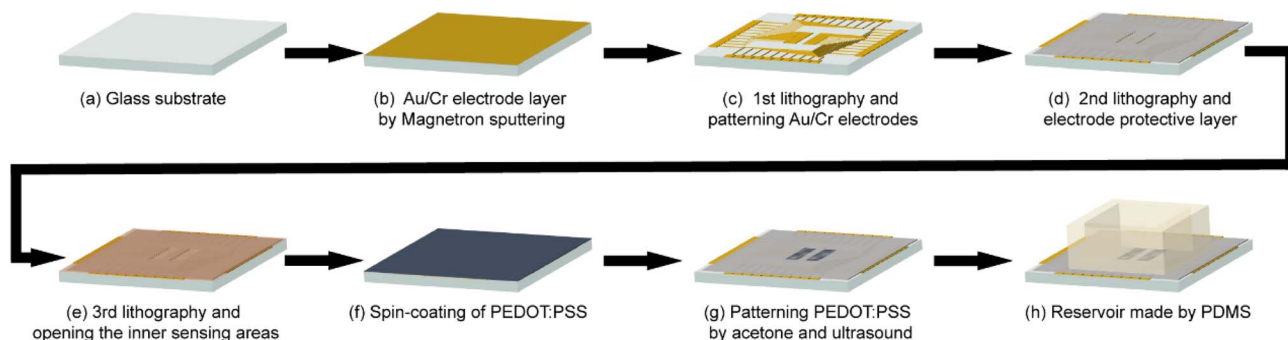 (a) Glass substrate
(b) Au/Cr electrode layer
by Magnetron sputtering
(c) 1st lithography and
patterning Au/Cr electrodes
(d) 2nd lithography and
electrode protective layer
(e) 3rd lithography and
opening the inner sensing areas
(f) Spin-coating of PEDOT:PSS
(g) Patterning PEDOT:PSS
by acetone and ultrasound
(h) Reservoir made by PDMS